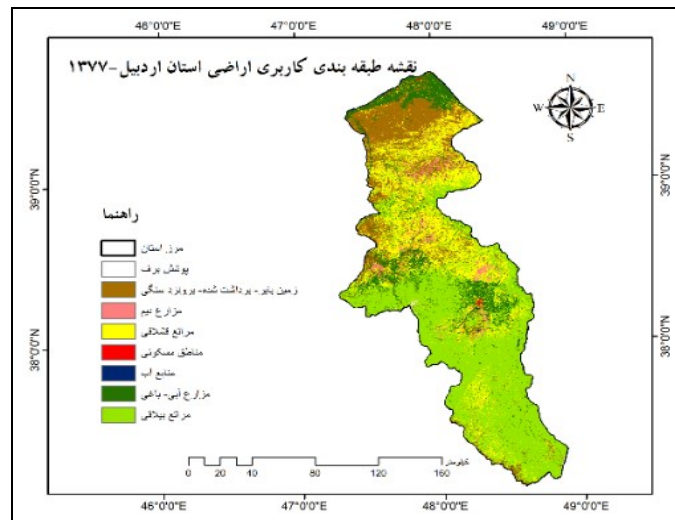 46°0'0"E 47°0'0"E 48°0'0"E 49°0'0"E
نقشه طبقه بندی کاربری اراضی استان اردبیل-۱۳۷۷
N
W E
S
39°0'0"N 39°0'0"N
راهنما
مرز استان
پوشش برف
زمین بایر- برداشت شده- برونزد سنگی
مزارع دیم
مراتع قشلاقی
مناطق مسکونی
منابع آب
مزارع آبی- باغی
مراتع ییلاقی
38°0'0"N 38°0'0"N
کیلومتر
0 20 40 80 120 160
46°0'0"E 47°0'0"E 48°0'0"E 49°0'0"E